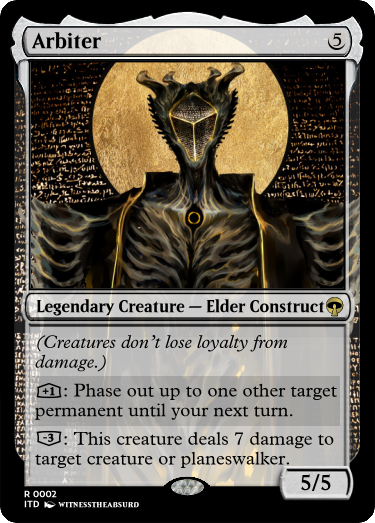 Arbiter 5
Legendary Creature — Elder Construct
(Creatures don't lose loyalty from
damage.)
+1: Phase out up to one other target
permanent until your next turn.
-3: This creature deals 7 damage to
target creature or planeswalker.
5/5
R 0002
ITD WITNESSTHEABSURD